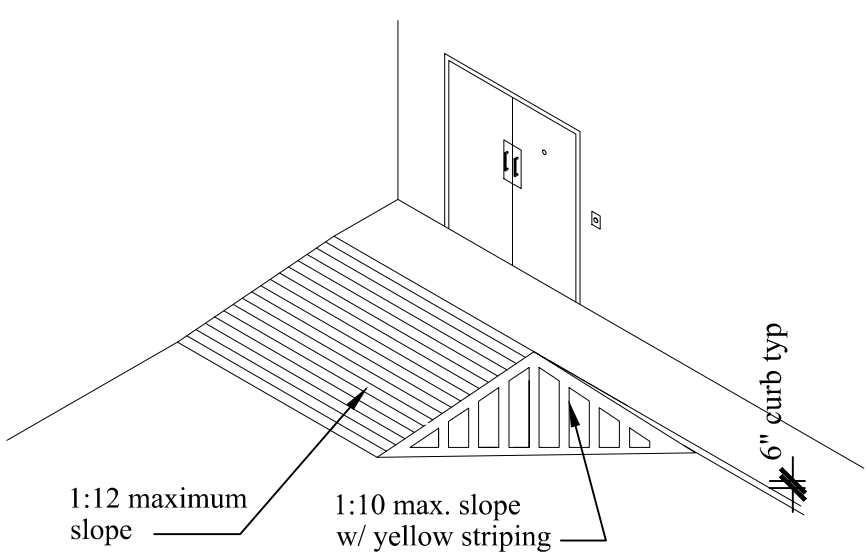 6" curb typ
1:12 maximum
slope
1:10 max. slope
w/ yellow striping